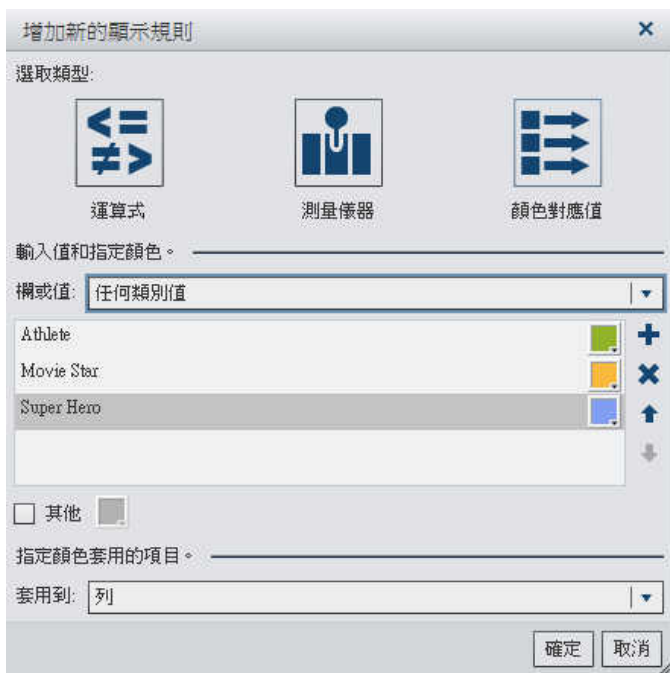 增加新的顯示規則
選取類型:
運算式 測量儀器 顏色對應值
輸入值和指定顏色。
欄或值: 任何類別值
Athlete
Movie Star
Super Hero
其他
指定顏色套用的項目。
套用到: 列
確定 取消